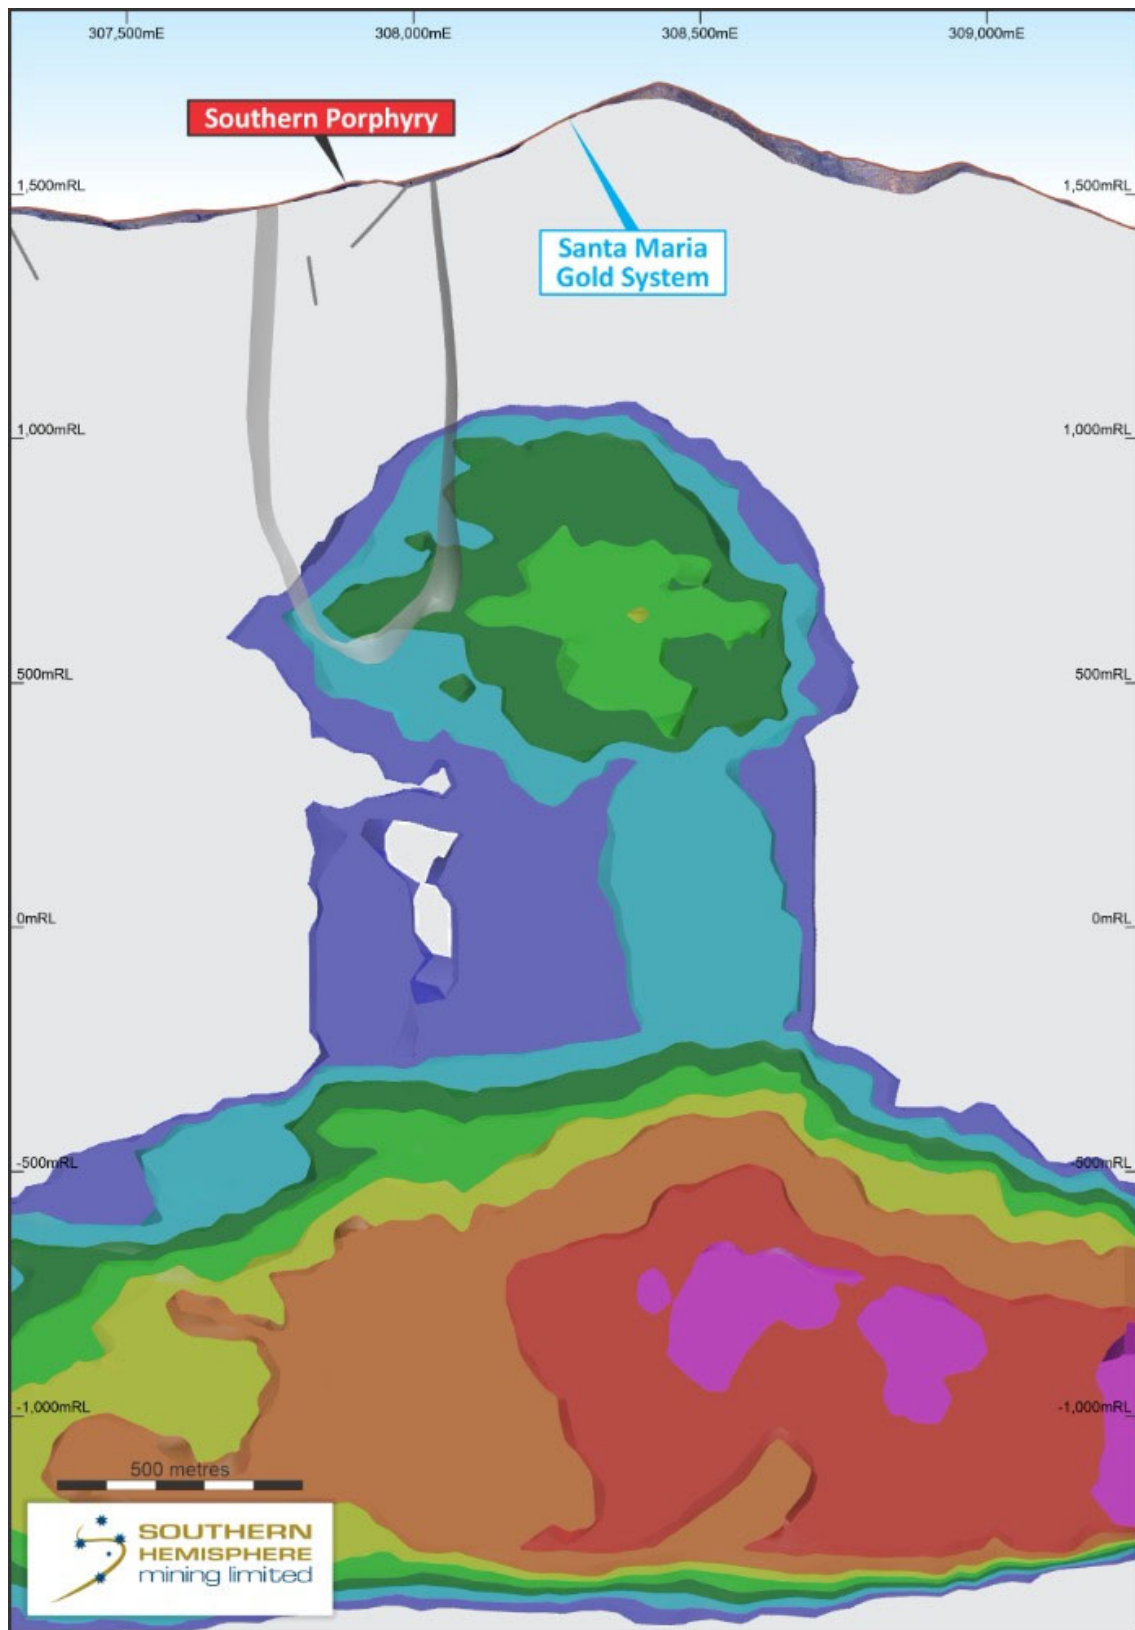 307,500mE
308,000mE
308,500mE
309,000mE
Southern Porphyry
1,500mRL
1,500mRL
Santa Maria
Gold System
1,000mRL
1,000mRL
500mRL
500mRL
0mRL
0mRL
-500mRL
-500mRL
-1,000mRL
-1,000mRL
500 metres
SOUTHERN
HEMISPHERE
mining limited